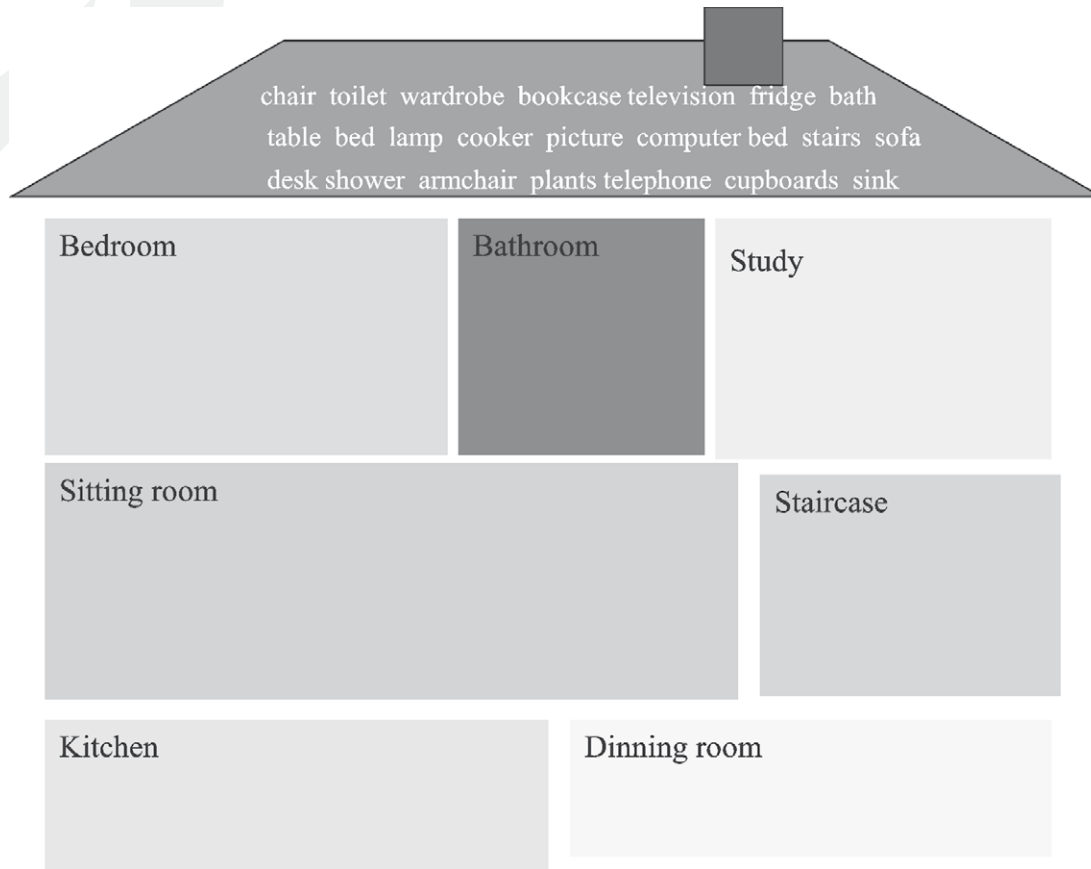 chair toilet wardrobe bookcase television fridge bath
table bed lamp cooker picture computer bed stairs sofa
desk shower armchair plants telephone cupboards sink
Bedroom
Bathroom
Study
Sitting room
Staircase
Kitchen
Dinning room